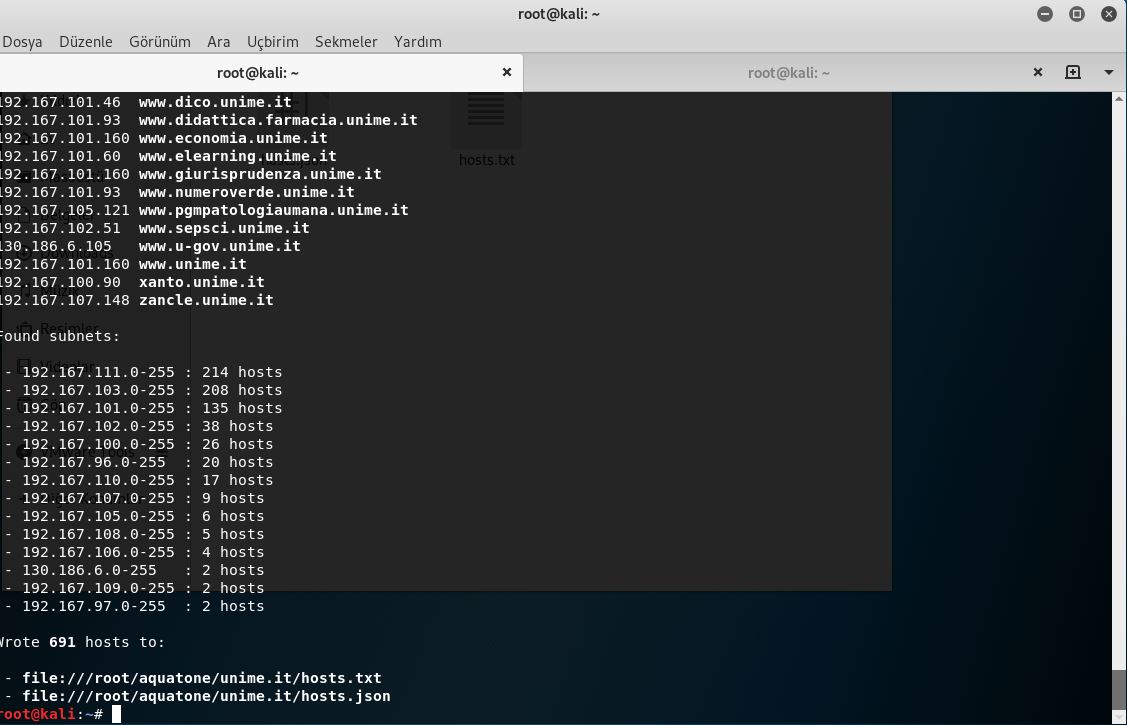 root@kali: ~
Dosya Düzenle Görünüm Ara Uçbirim Sekmeler Yardım
root@kali: ~ root@kali: ~
192.167.101.46 www.dico.unime.it
192.167.101.93 www.didattica.farmacia.unime.it
192.167.101.160 www.economia.unime.it
192.167.101.60 www.elearning.unime.it
192.167.101.160 www.giurisprudenza.unime.it
192.167.101.93 www.numeroverde.unime.it
192.167.105.121 www.pgmpatologiaumana.unime.it
192.167.102.51 www.sepsci.unime.it
130.186.6.105 www.u-gov.unime.it
192.167.101.160 www.unime.it
192.167.100.90 xanto.unime.it
192.167.107.148 zancle.unime.it
Found subnets:
- 192.167.111.0-255 : 214 hosts
- 192.167.103.0-255 : 208 hosts
- 192.167.101.0-255 : 135 hosts
- 192.167.102.0-255 : 38 hosts
- 192.167.100.0-255 : 26 hosts
- 192.167.96.0-255 : 20 hosts
- 192.167.110.0-255 : 17 hosts
- 192.167.107.0-255 : 9 hosts
- 192.167.105.0-255 : 6 hosts
- 192.167.108.0-255 : 5 hosts
- 192.167.106.0-255 : 4 hosts
- 130.186.6.0-255 : 2 hosts
- 192.167.109.0-255 : 2 hosts
- 192.167.97.0-255 : 2 hosts
Wrote 691 hosts to:
- file:///root/aquatone/unime.it/hosts.txt
- file:///root/aquatone/unime.it/hosts.json
root@kali:~#
hosts.json
hosts.txt
Downloads
Müzik
Resimler
Videolar
VMware Tools